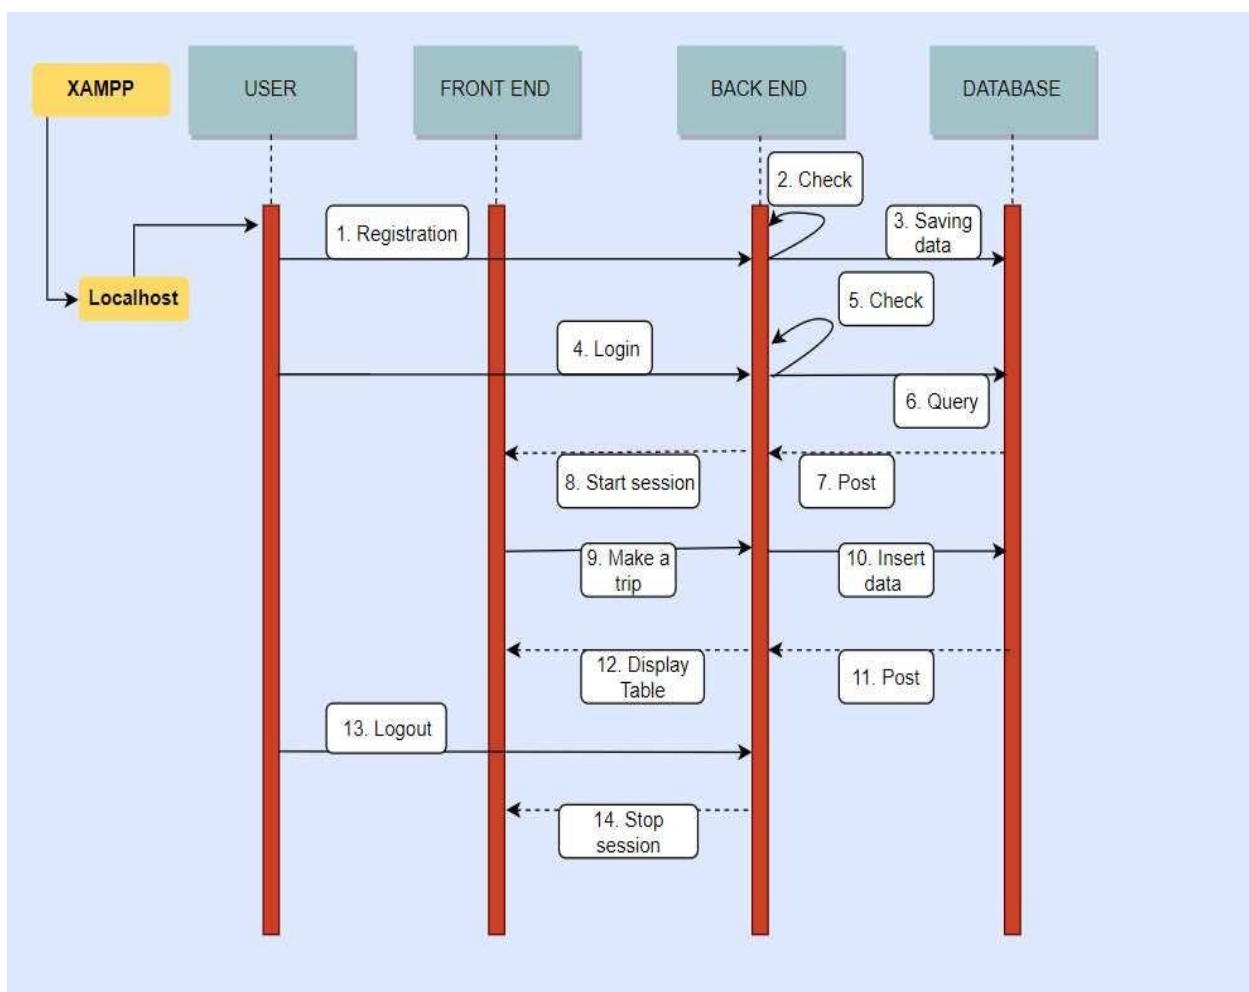 XAMPP
USER
FRONT END
BACK END
DATABASE
2. Check
1. Registration
3. Saving
data
Localhost
5. Check
4. Login
6. Query
8. Start session
7. Post
9. Make a
trip
10. Insert
data
12. Display
Table
11. Post
13. Logout
14. Stop
session